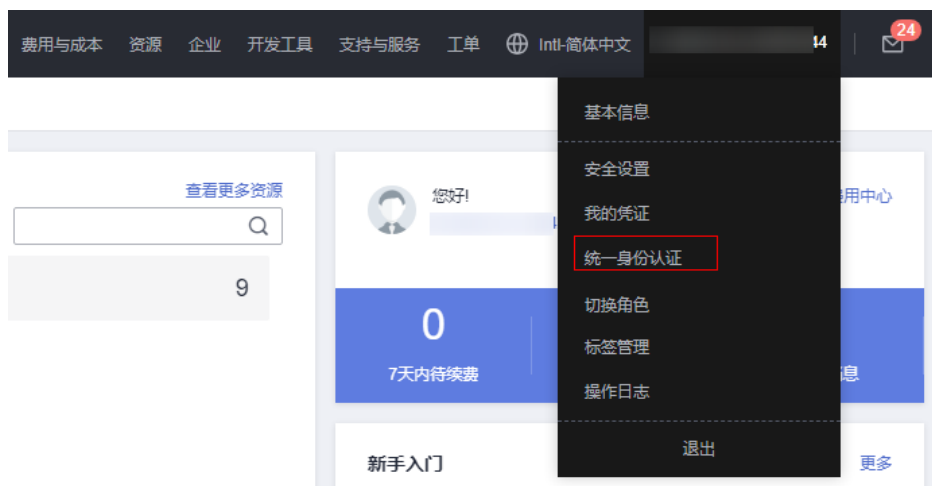 费用与成本 资源 企业 开发工具 支持与服务 工单 Intl-简体中文 44 24
基本信息
安全设置
我的凭证
统一身份认证
切换角色
标签管理
操作日志
退出
查看更多资源
9
您好!
用中心
0
7天内待续费
息
新手入门
更多